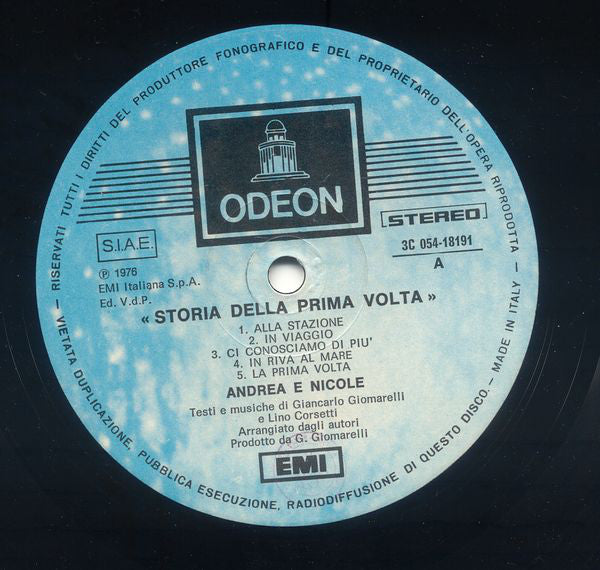 RISERVATI TUTTI I DIRITTI DEL PRODUTTORE FONOGRAFICO E DEL PROPRIETARIO DELL'OPERA RIPRODOTTA — MADE IN ITALY —
VIETATA DUPLICAZIONE, PUBBLICA ESECUZIONE, RADIODIFFUSIONE DI QUESTO DISCO.
ODEON
S.I.A.E.
STEREO
℗ 1976
EMI Italiana S.p.A.
Ed. V.d.P.
3C 054-18191
A
« STORIA DELLA PRIMA VOLTA »
1. ALLA STAZIONE
2. IN VIAGGIO
3. CI CONOSCIAMO DI PIU'
4. IN RIVA AL MARE
5. LA PRIMA VOLTA
ANDREA E NICOLE
Testi e musiche di Giancarlo Giomarelli
e Lino Corsetti
Arrangiato dagli autori
Prodotto da G. Giomarelli
EMI